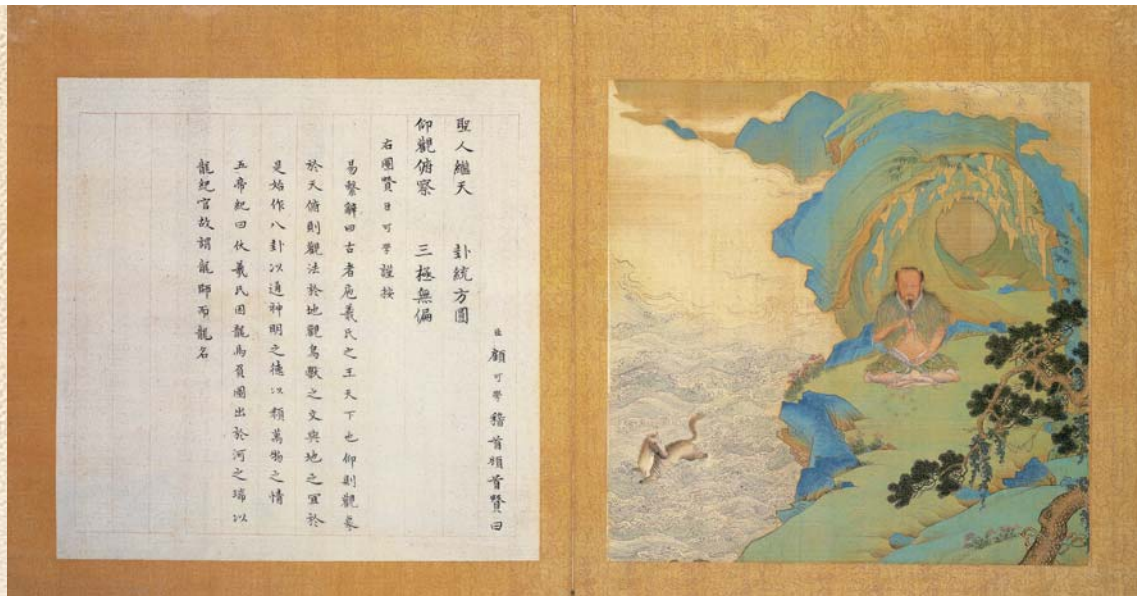 臣顧可學稽首頓首贊曰
聖人繼天　卦統方圓
仰觀俯察　三極無偏
右圖贊臣可學謹按
易繫辭曰古者庖羲氏之王天下也仰則觀象
於天俯則觀法於地觀鳥獸之文與地之宜於
是始作八卦以通神明之德以類萬物之情
五帝紀曰伏羲氏因龍馬負圖出於河之瑞以
龍紀官故謂龍師而龍名